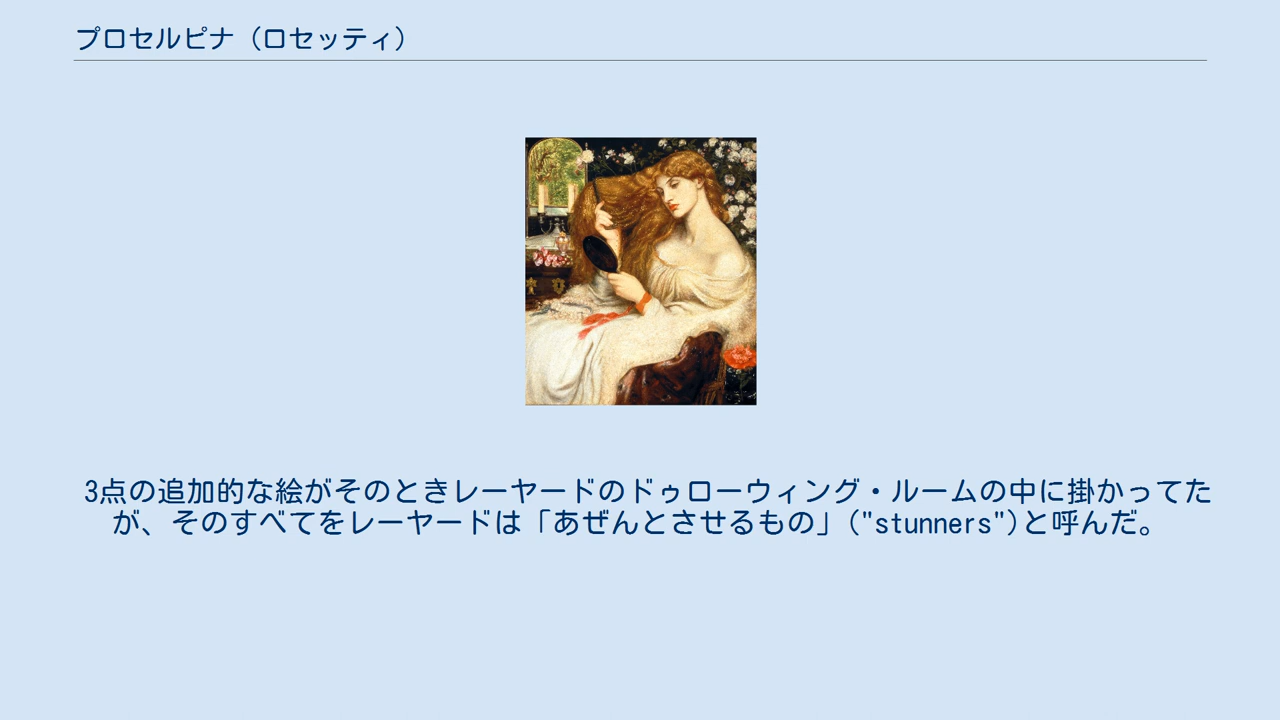 プロセルピナ（ロセッティ）
3点の追加的な絵がそのときレーヤードのドゥローウィング・ルームの中に掛かってた
が、そのすべてをレーヤードは「あぜんとさせるもの」("stunners")と呼んだ。